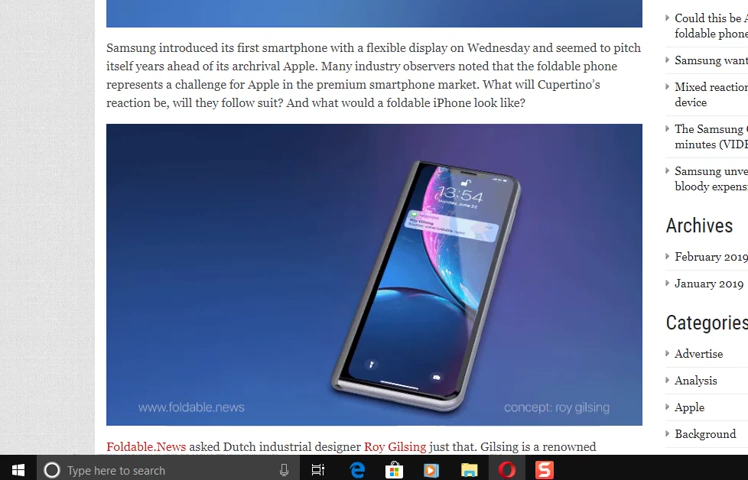 Samsung introduced its first smartphone with a flexible display on Wednesday and seemed to pitch
itself years ahead of its archrival Apple. Many industry observers noted that the foldable phone
represents a challenge for Apple in the premium smartphone market. What will Cupertino's
reaction be, will they follow suit? And what would a foldable iPhone look like?
13:54
www.foldable.news
concept: roy gilsing
Foldable.News asked Dutch industrial designer Roy Gilsing just that. Gilsing is a renowned
Could this be A
foldable phone
Samsung want
Mixed reaction
device
The Samsung
minutes (VIDE
Samsung unve
bloody expens
Archives
February 2019
January 2019
Categories
Advertise
Analysis
Apple
Background
Type here to search